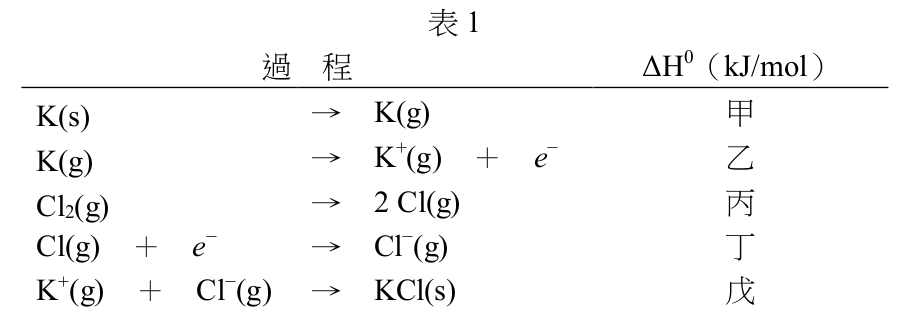 表 1
過 程 ΔH⁰（kJ/mol）
K(s) → K(g) 甲
K(g) → K⁺(g) + e⁻ 乙
Cl₂(g) → 2 Cl(g) 丙
Cl(g) + e⁻ → Cl⁻(g) 丁
K⁺(g) + Cl⁻(g) → KCl(s) 戊